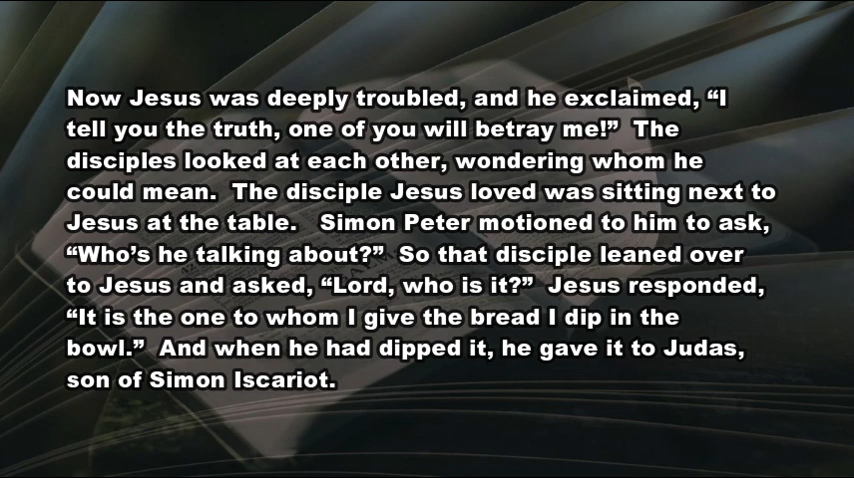 Now Jesus was deeply troubled, and he exclaimed, “I
tell you the truth, one of you will betray me!”  The
disciples looked at each other, wondering whom he
could mean.  The disciple Jesus loved was sitting next to
Jesus at the table.   Simon Peter motioned to him to ask,
“Who’s he talking about?”  So that disciple leaned over
to Jesus and asked, “Lord, who is it?”  Jesus responded,
“It is the one to whom I give the bread I dip in the
bowl.”  And when he had dipped it, he gave it to Judas,
son of Simon Iscariot.